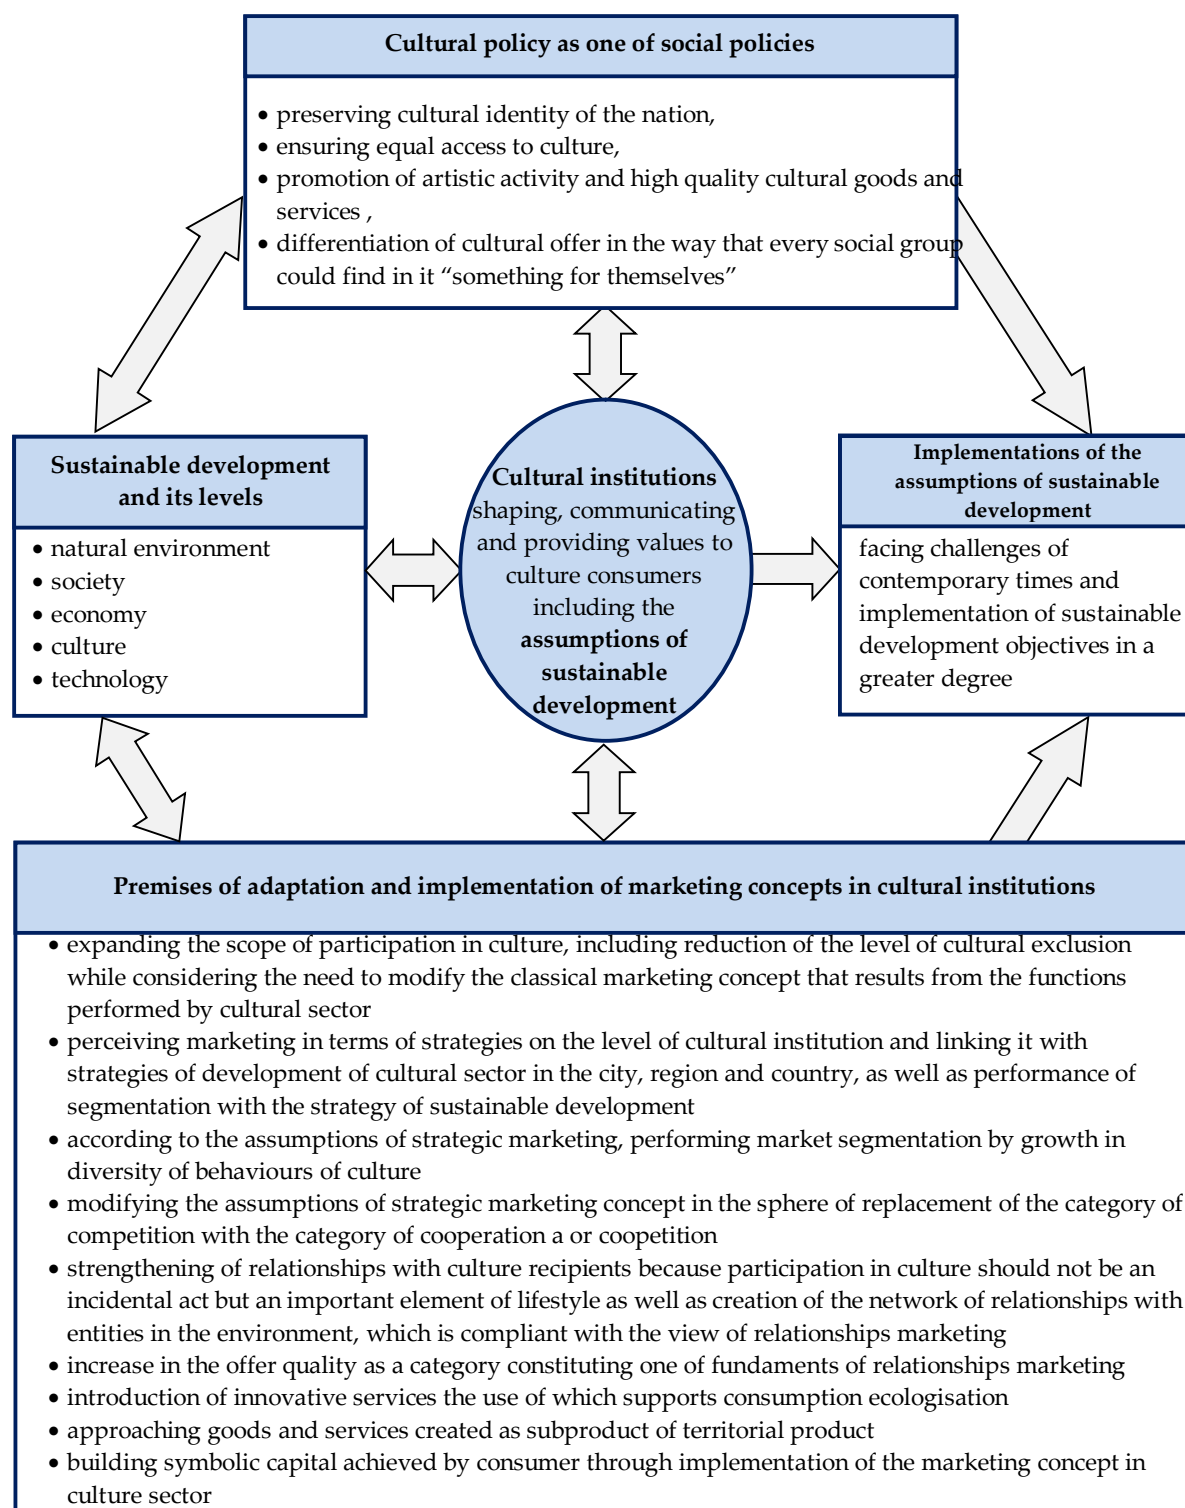 Cultural policy as one of social policies
• preserving cultural identity of the nation,
• ensuring equal access to culture,
• promotion of artistic activity and high quality cultural goods and
services ,
• differentiation of cultural offer in the way that every social group
could find in it “something for themselves”
Sustainable development
and its levels
• natural environment
• society
• economy
• culture
• technology
Cultural institutions
shaping, communicating
and providing values to
culture consumers
including the
assumptions of
sustainable
development
Implementations of the
assumptions of sustainable
development
facing challenges of
contemporary times and
implementation of sustainable
development objectives in a
greater degree
Premises of adaptation and implementation of marketing concepts in cultural institutions
• expanding the scope of participation in culture, including reduction of the level of cultural exclusion
while considering the need to modify the classical marketing concept that results from the functions
performed by cultural sector
• perceiving marketing in terms of strategies on the level of cultural institution and linking it with
strategies of development of cultural sector in the city, region and country, as well as performance of
segmentation with the strategy of sustainable development
• according to the assumptions of strategic marketing, performing market segmentation by growth in
diversity of behaviours of culture
• modifying the assumptions of strategic marketing concept in the sphere of replacement of the category of
competition with the category of cooperation a or coopetition
• strengthening of relationships with culture recipients because participation in culture should not be an
incidental act but an important element of lifestyle as well as creation of the network of relationships with
entities in the environment, which is compliant with the view of relationships marketing
• increase in the offer quality as a category constituting one of fundaments of relationships marketing
• introduction of innovative services the use of which supports consumption ecologisation
• approaching goods and services created as subproduct of territorial product
• building symbolic capital achieved by consumer through implementation of the marketing concept in
culture sector